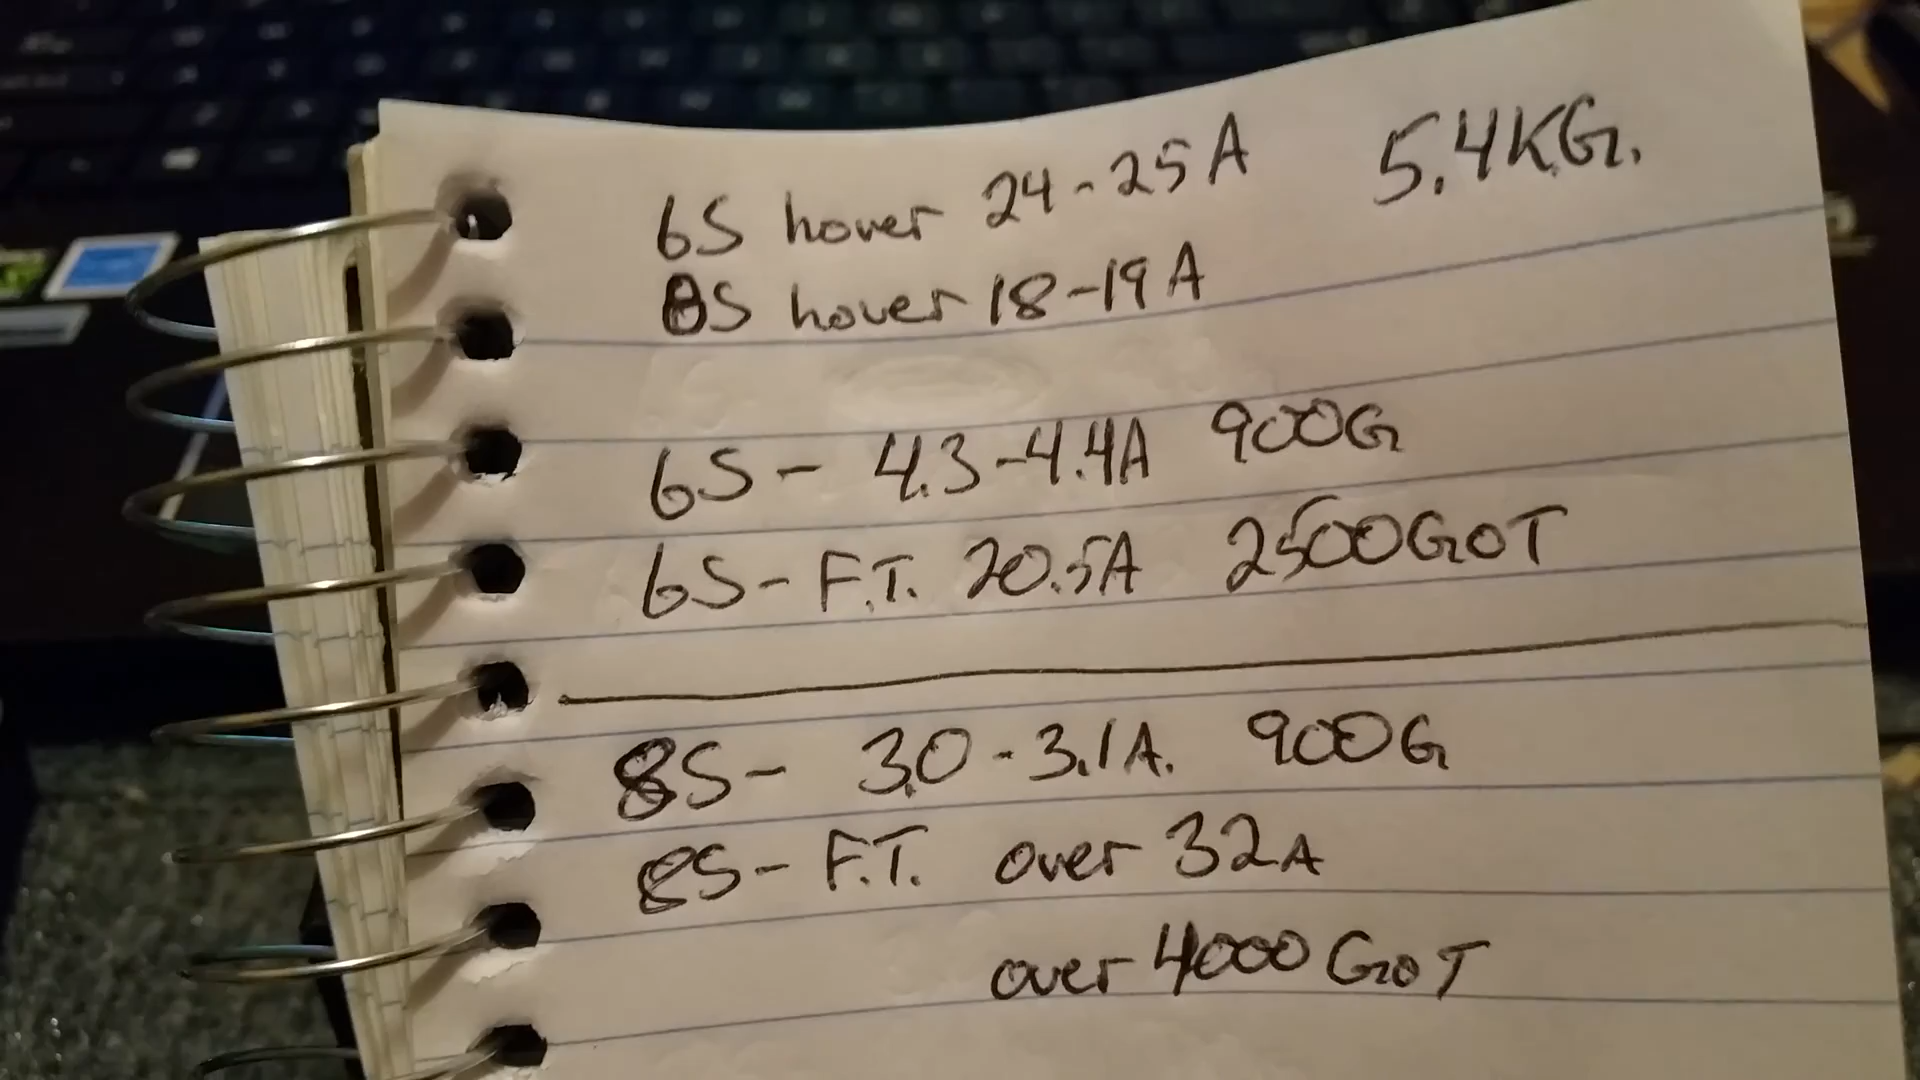 6S hover 24-25A 5.4KG.
8S hover 18-19A
6S- 4.3-4.4A 900G
6S- F.T. 20.5A 2500GOT
8S- 3.0-3.1A. 900G
8S- F.T. over 32A
over 4000 GOT